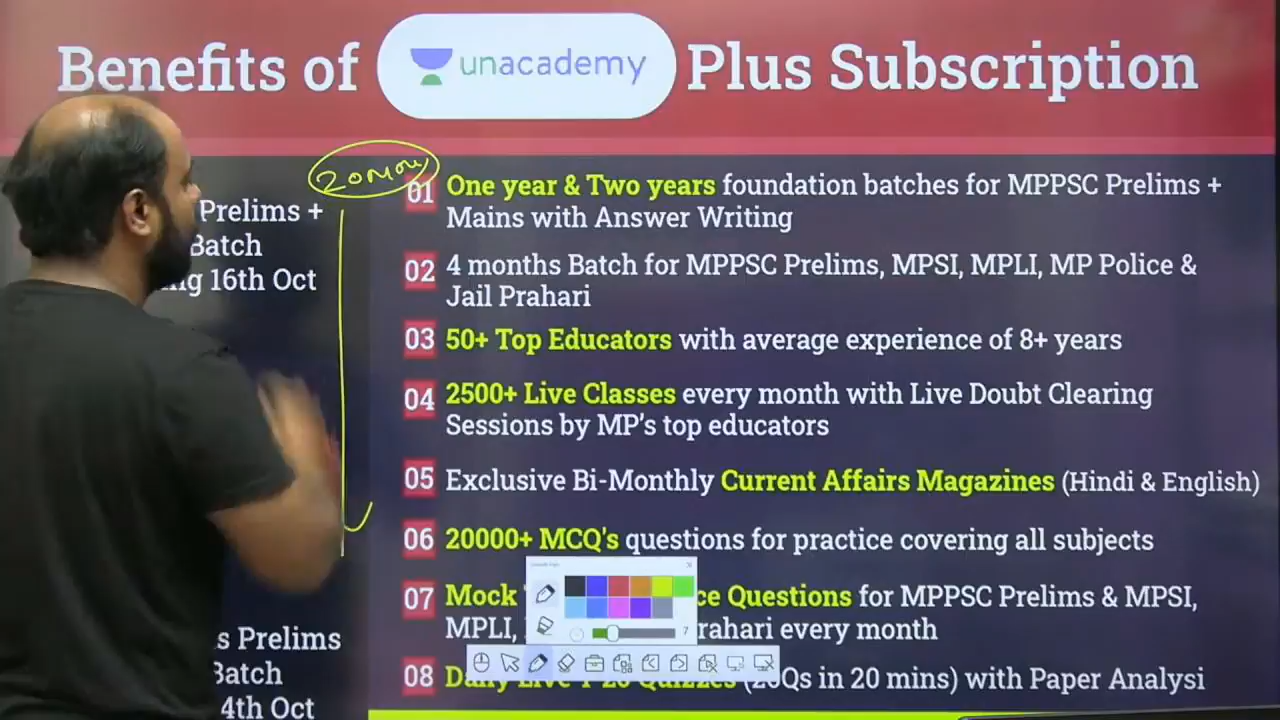 Benefits of unacademy Plus Subscription
Prelims +
Batch
16th Oct
01 One year & Two years foundation batches for MPPSC Prelims +
Mains with Answer Writing
02 4 months Batch for MPPSC Prelims, MPSI, MPLI, MP Police &
Jail Prahari
03 50+ Top Educators with average experience of 8+ years
04 2500+ Live Classes every month with Live Doubt Clearing
Sessions by MP's top educators
05 Exclusive Bi-Monthly Current Affairs Magazines (Hindi & English)
06 20000+ MCQ's questions for practice covering all subjects
07 Mock Questions for MPPSC Prelims & MPSI,
MPLI, every month
7
Prelims
Batch
4th Oct
08 (20Qs in 20 mins) with Paper Analysi